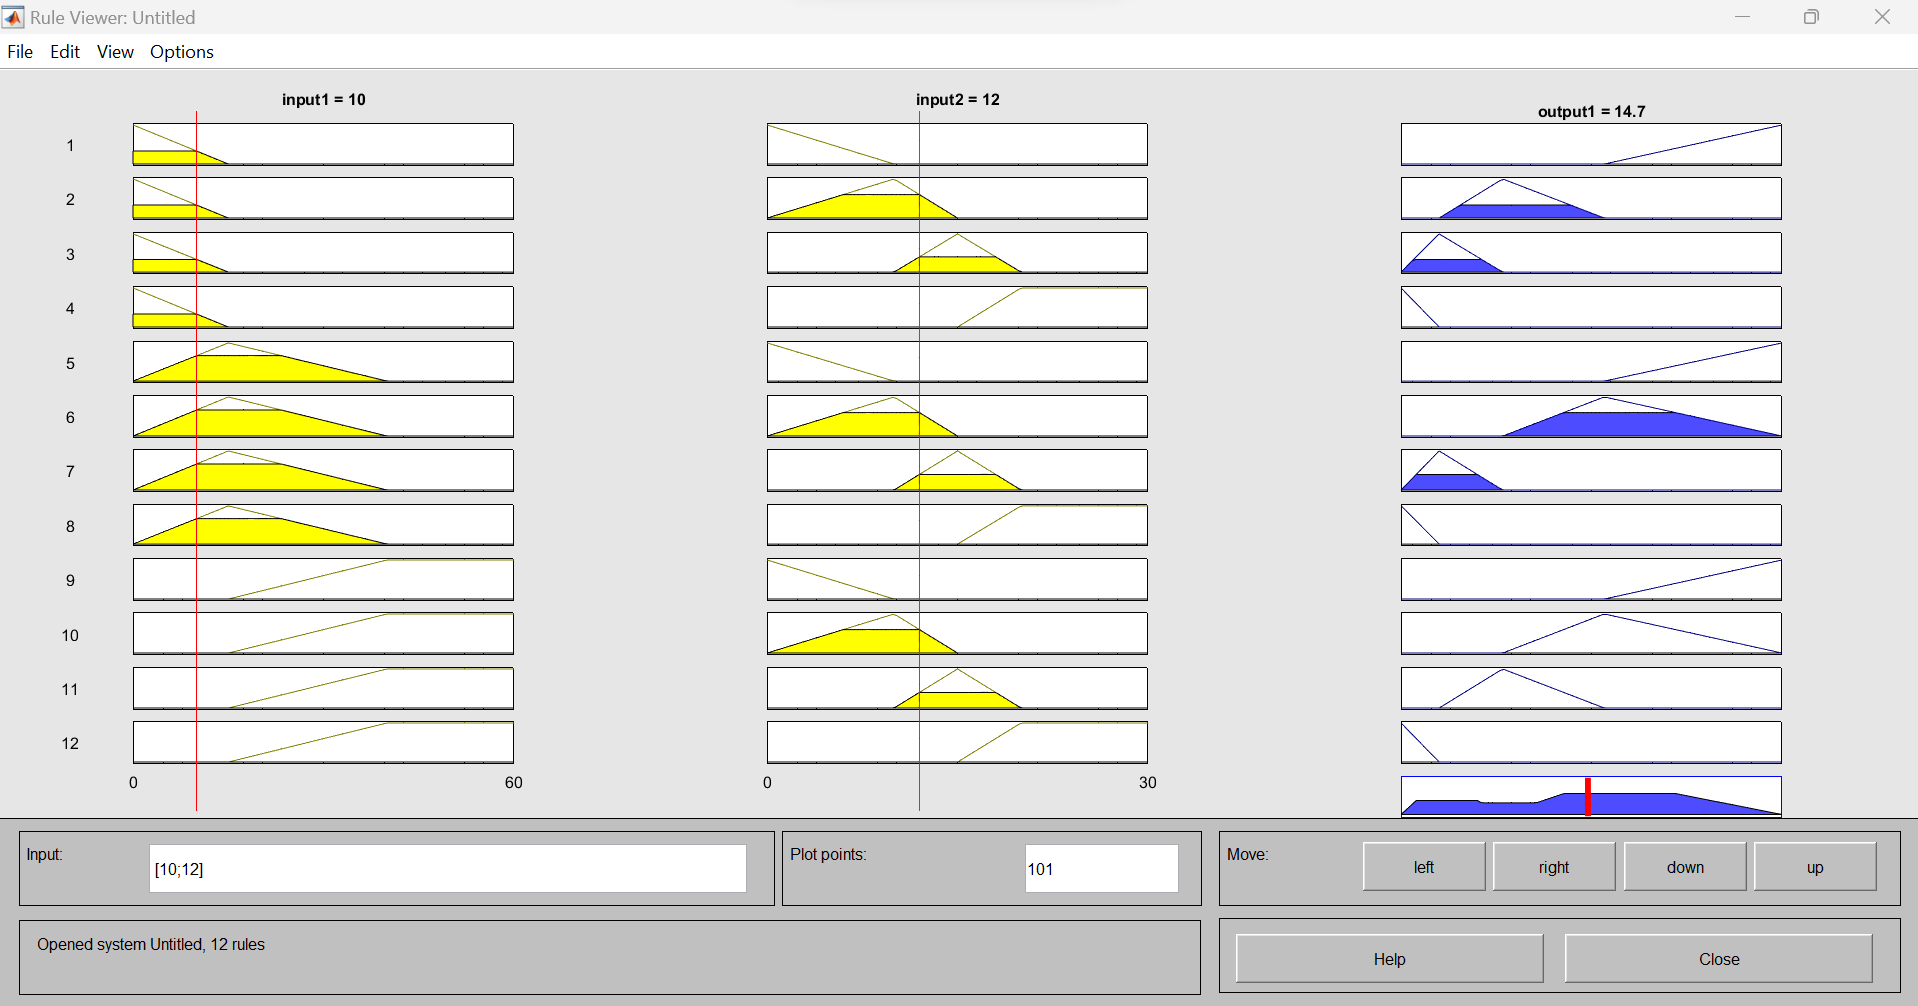 Rule Viewer: Untitled
File Edit View Options
input1 = 10
input2 = 12
output1 = 14.7
1
2
3
4
5
6
7
8
9
10
11
12
0 60
0 30
Input: [10;12]
Plot points: 101
Move: left right down up
Opened system Untitled, 12 rules
Help Close